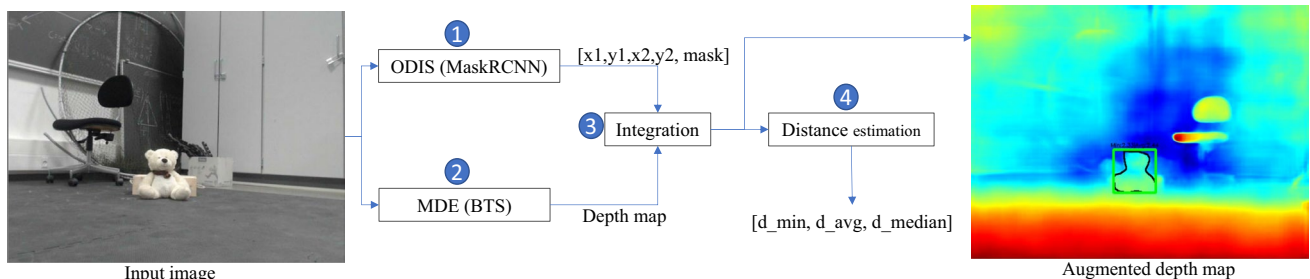 1
ODIS (MaskRCNN)
[x1,y1,x2,y2, mask]
2
MDE (BTS)
Depth map
3
Integration
4
Distance estimation
[d_min, d_avg, d_median]
Input image
Augmented depth map